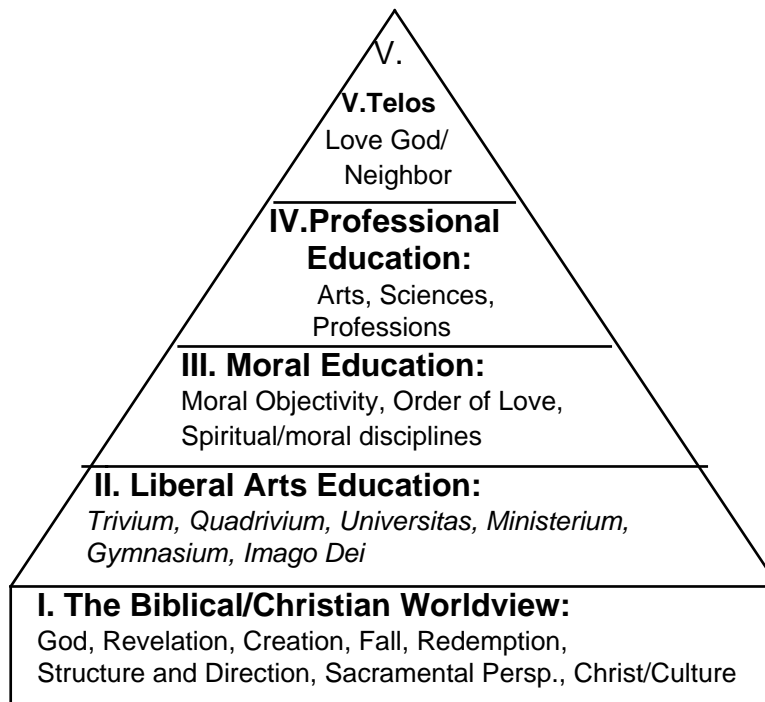 V.
V.Telos
Love God/
Neighbor
IV.Professional
Education:
Arts, Sciences,
Professions
III. Moral Education:
Moral Objectivity, Order of Love,
Spiritual/moral disciplines
II. Liberal Arts Education:
Trivium, Quadrivium, Universitas, Ministerium,
Gymnasium, Imago Dei
I. The Biblical/Christian Worldview:
God, Revelation, Creation, Fall, Redemption,
Structure and Direction, Sacramental Persp., Christ/Culture